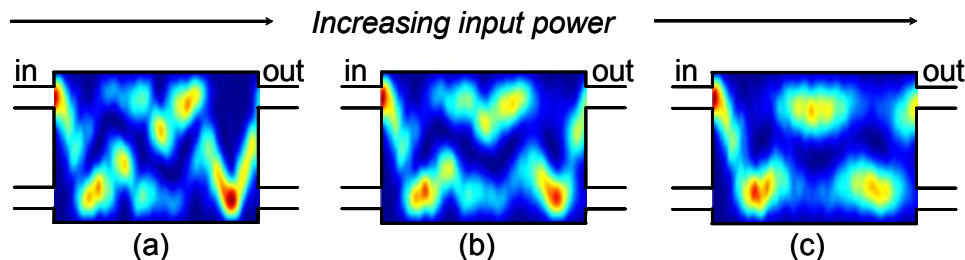 Increasing input power
in out in out in out
(a) (b) (c)